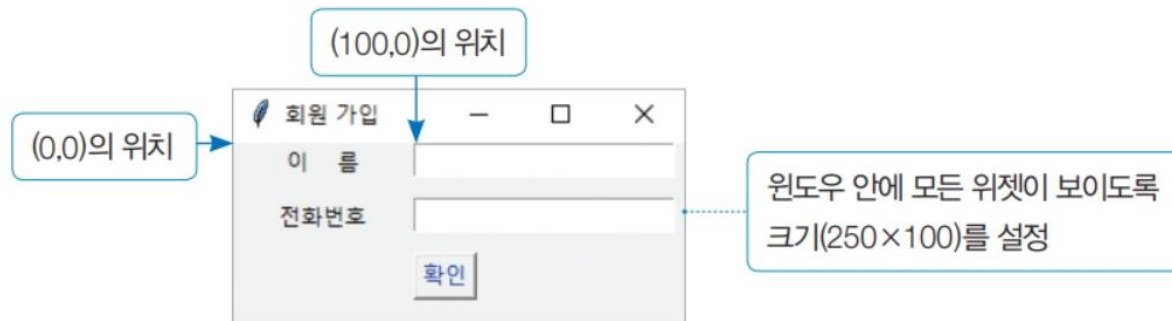 (100,0)의 위치
회원 가입
(0,0)의 위치
이 름
전화번호
확인
윈도우 안에 모든 위젯이 보이도록
크기(250×100)를 설정